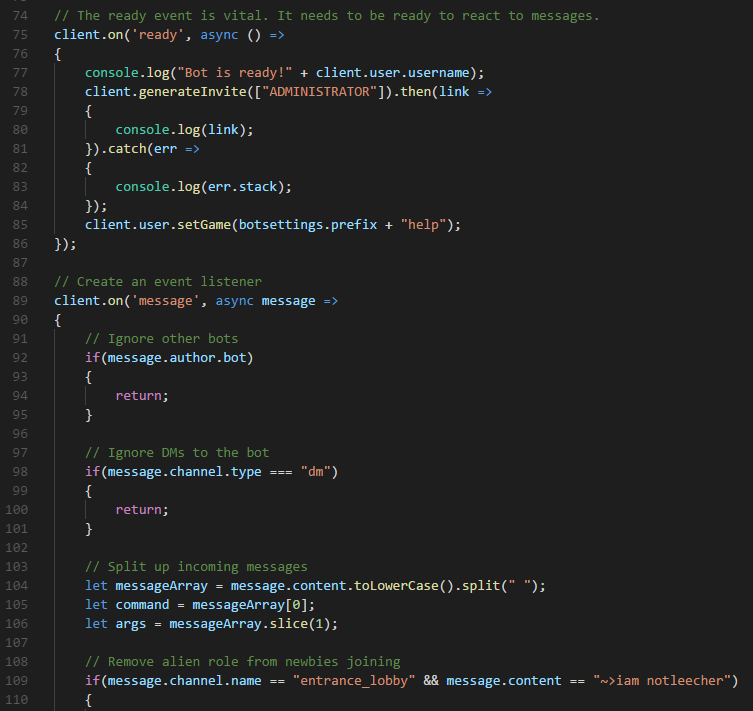 74 // The ready event is vital. It needs to be ready to react to messages.
75 client.on('ready', async () =>
76 {
77     console.log("Bot is ready!" + client.user.username);
78     client.generateInvite(["ADMINISTRATOR"]).then(link =>
79     {
80         console.log(link);
81     }).catch(err =>
82     {
83         console.log(err.stack);
84     });
85     client.user.setGame(botsettings.prefix + "help");
86 });
87
88 // Create an event listener
89 client.on('message', async message =>
90 {
91     // Ignore other bots
92     if(message.author.bot)
93     {
94         return;
95     }
96
97     // Ignore DMs to the bot
98     if(message.channel.type === "dm")
99     {
100         return;
101     }
102
103     // Split up incoming messages
104     let messageArray = message.content.toLowerCase().split(" ");
105     let command = messageArray[0];
106     let args = messageArray.slice(1);
107
108     // Remove alien role from newbies joining
109     if(message.channel.name == "entrance_lobby" && message.content == "~>iam notleecher")
110     {